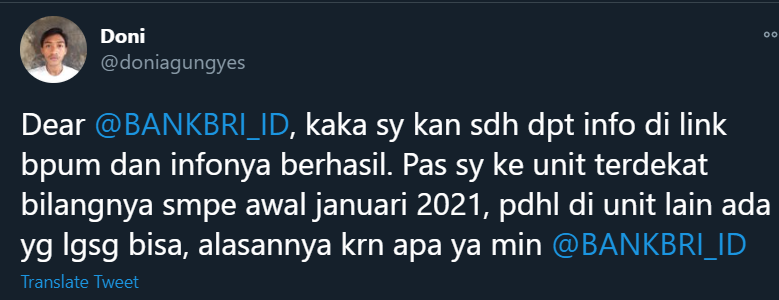 Doni
@doniagungyes
Dear @BANKBRI_ID, kaka sy kan sdh dpt info di link
bpum dan infonya berhasil. Pas sy ke unit terdekat
bilangnya smpe awal januari 2021, pdhl di unit lain ada
yg lgsg bisa, alasannya krn apa ya min @BANKBRI_ID
Translate Tweet